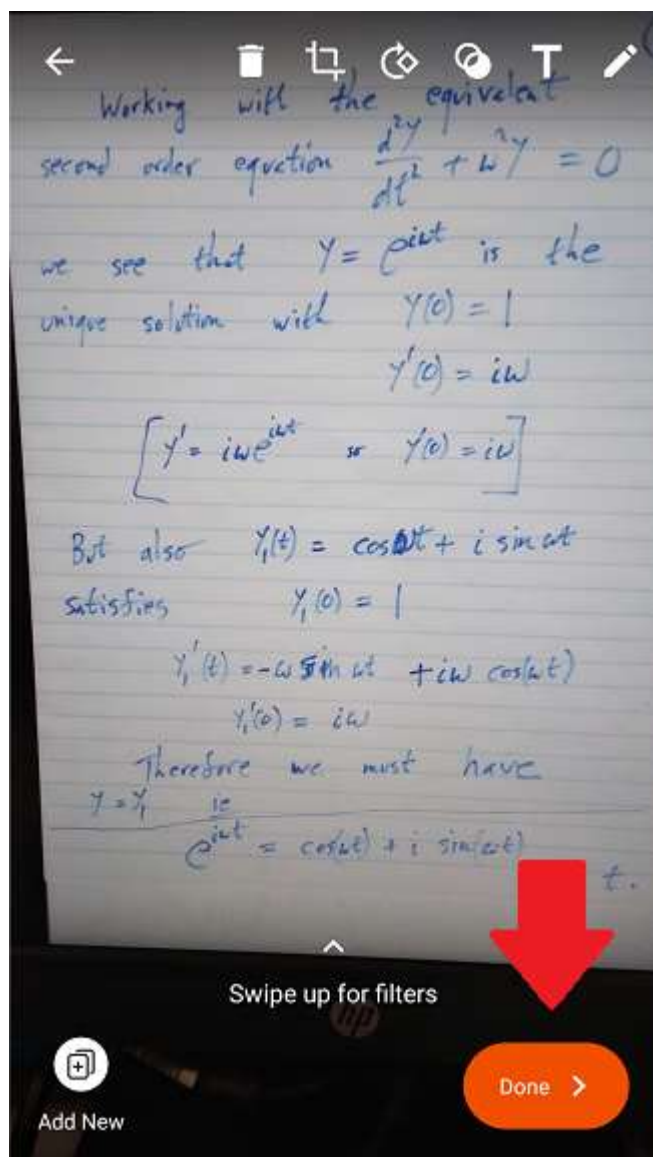 Working with the equivalent
second order equation d²y/dt² + ω²y = 0
we see that y = e^{iωt} is the
unique solution with y(0) = 1
y'(0) = iω
[y' = iωe^{iωt} so y'(0) = iω]
But also y₁(t) = cosωt + i sin ωt
satisfies y₁(0) = 1
y₁'(t) = -ω sin ωt + iω cos(ωt)
y₁'(0) = iω
Therefore we must have
y = y₁ ie
e^{iωt} = cos(ωt) + i sin(ωt)
t.
Swipe up for filters
hp
Done >
Add New